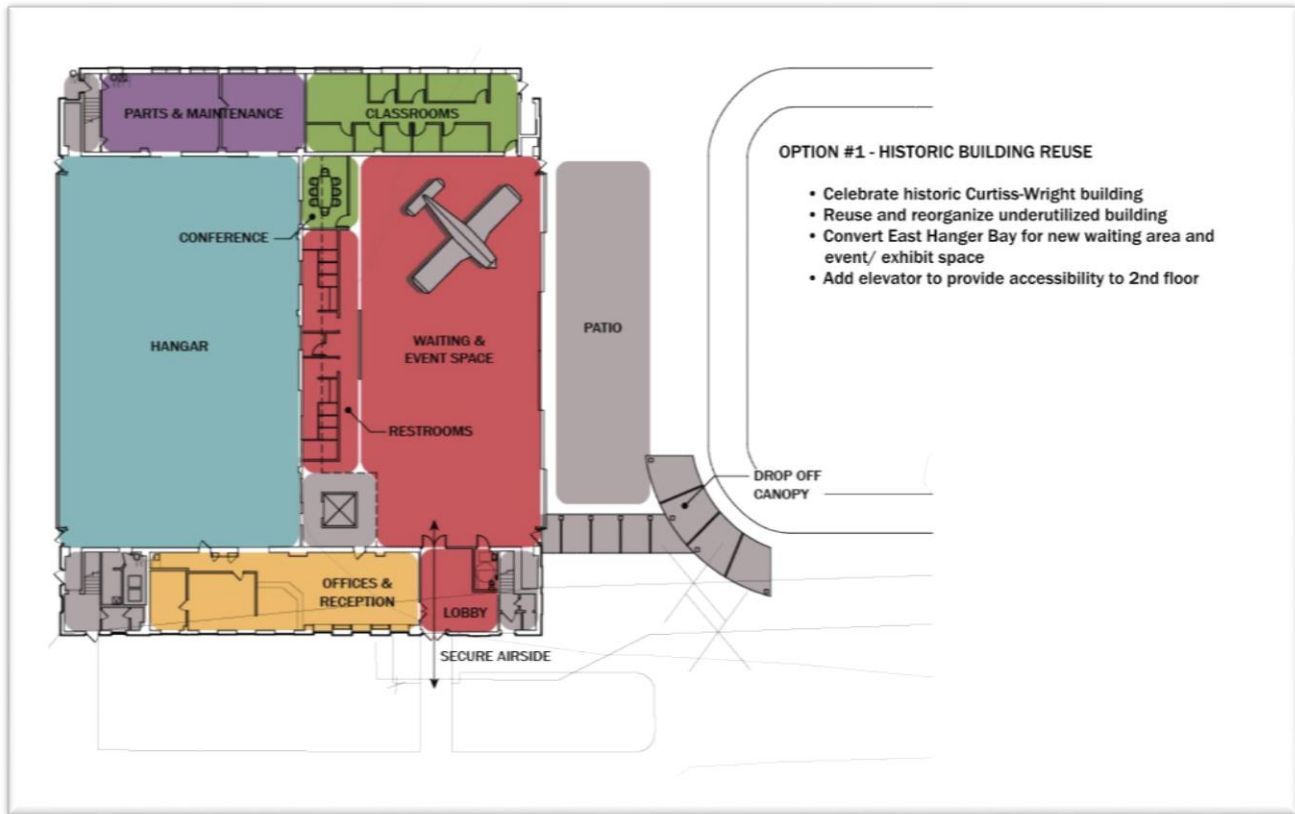 PARTS & MAINTENANCE
CLASSROOMS
OPTION #1 - HISTORIC BUILDING REUSE
• Celebrate historic Curtiss-Wright building
• Reuse and reorganize underutilized building
• Convert East Hanger Bay for new waiting area and
event/ exhibit space
• Add elevator to provide accessibility to 2nd floor
CONFERENCE
HANGAR
WAITING &
EVENT SPACE
PATIO
RESTROOMS
DROP OFF
CANOPY
OFFICES &
RECEPTION
LOBBY
SECURE AIRSIDE